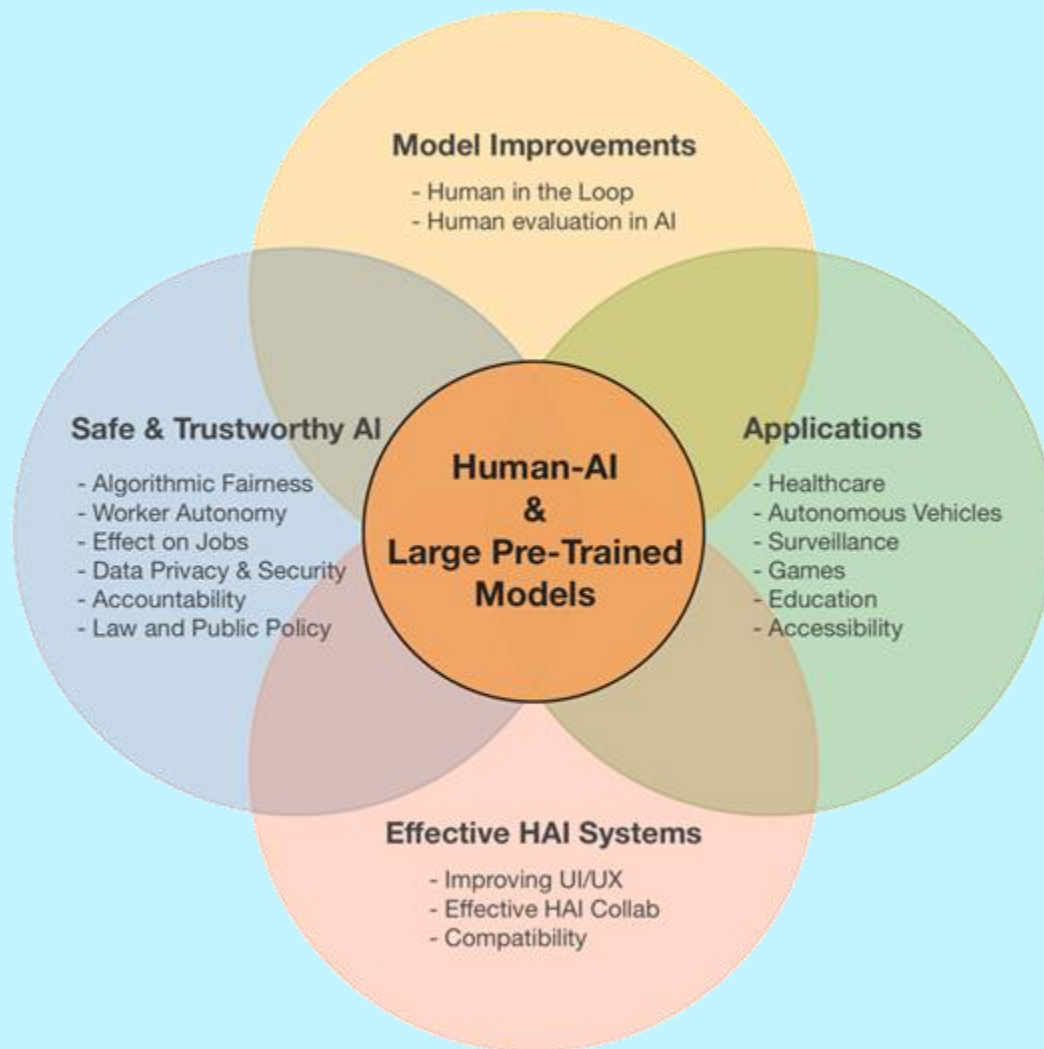 Model Improvements
- Human in the Loop
- Human evaluation in AI
Safe & Trustworthy AI
- Algorithmic Fairness
- Worker Autonomy
- Effect on Jobs
- Data Privacy & Security
- Accountability
- Law and Public Policy
Human-AI
&
Large Pre-Trained
Models
Applications
- Healthcare
- Autonomous Vehicles
- Surveillance
- Games
- Education
- Accessibility
Effective HAI Systems
- Improving UI/UX
- Effective HAI Collab
- Compatibility